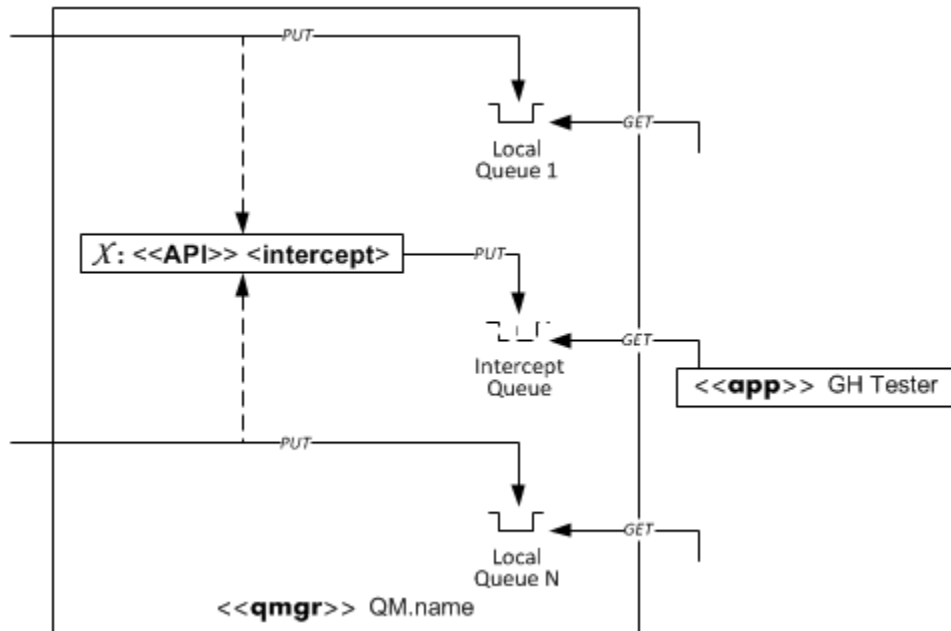 PUT
GET
Local
Queue 1
X: <<API>> <intercept>
PUT
GET
Intercept
Queue
<<app>> GH Tester
PUT
GET
Local
Queue N
<<qmgr>> QM.name